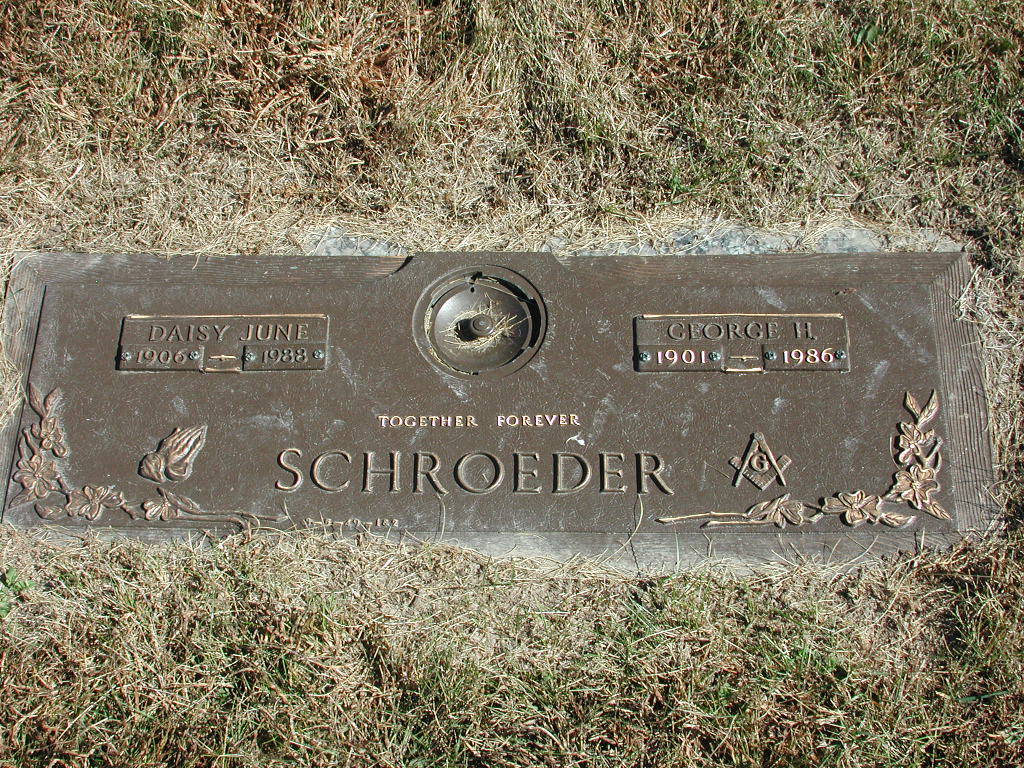 DAISY JUNE
1906 1988
GEORGE H.
1901 1986
TOGETHER FOREVER
SCHROEDER
G